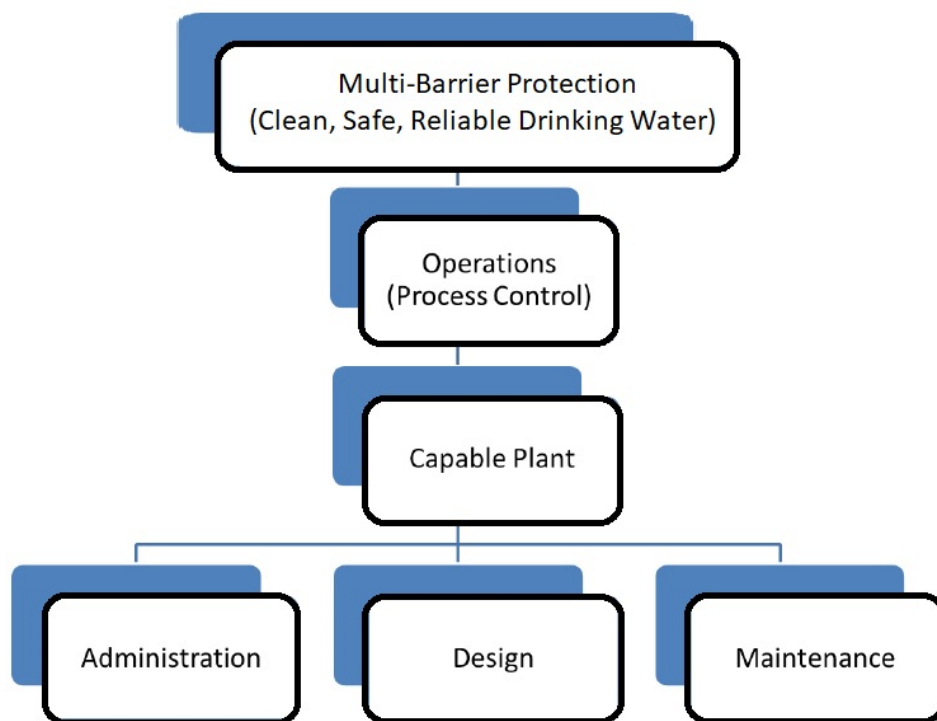 Multi-Barrier Protection
(Clean, Safe, Reliable Drinking Water)
Operations
(Process Control)
Capable Plant
Administration
Design
Maintenance